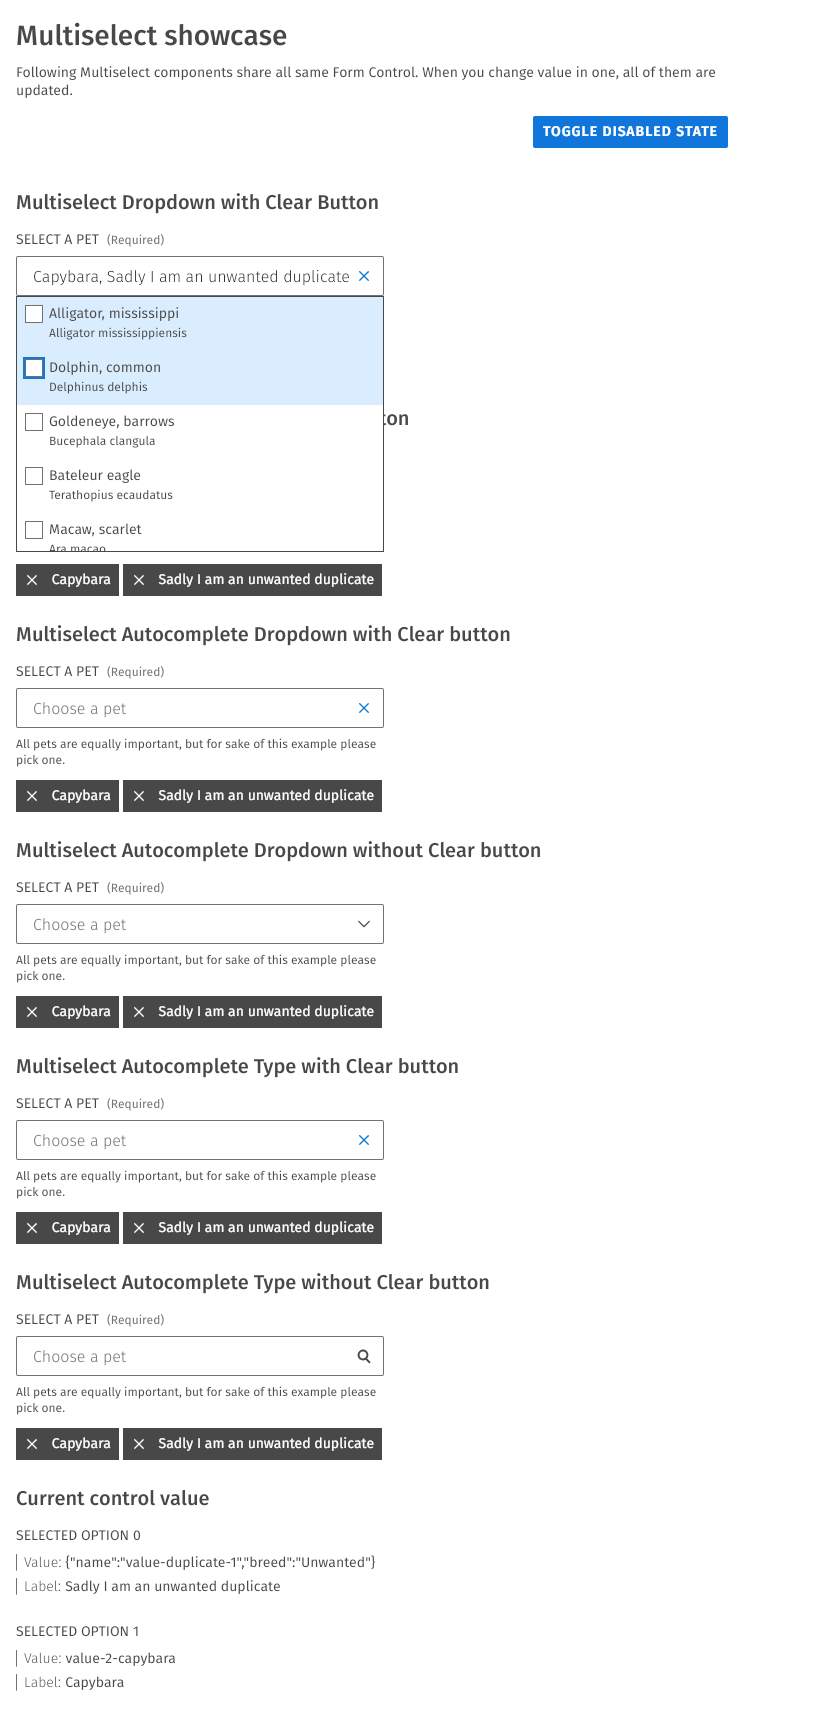 Multiselect showcase
Following Multiselect components share all same Form Control. When you change value in one, all of them are
updated.
TOGGLE DISABLED STATE
Multiselect Dropdown with Clear Button
SELECT A PET (Required)
Capybara, Sadly I am an unwanted duplicate
Alligator, mississippi
Alligator mississippiensis
Dolphin, common
Delphinus delphis
Goldeneye, barrows
Bucephala clangula
Bateleur eagle
Terathopius ecaudatus
Macaw, scarlet
Ara macao
Capybara Sadly I am an unwanted duplicate
Multiselect Autocomplete Dropdown with Clear button
SELECT A PET (Required)
Choose a pet
All pets are equally important, but for sake of this example please
pick one.
Capybara Sadly I am an unwanted duplicate
Multiselect Autocomplete Dropdown without Clear button
SELECT A PET (Required)
Choose a pet
All pets are equally important, but for sake of this example please
pick one.
Capybara Sadly I am an unwanted duplicate
Multiselect Autocomplete Type with Clear button
SELECT A PET (Required)
Choose a pet
All pets are equally important, but for sake of this example please
pick one.
Capybara Sadly I am an unwanted duplicate
Multiselect Autocomplete Type without Clear button
SELECT A PET (Required)
Choose a pet
All pets are equally important, but for sake of this example please
pick one.
Capybara Sadly I am an unwanted duplicate
Current control value
SELECTED OPTION 0
Value: {"name":"value-duplicate-1","breed":"Unwanted"}
Label: Sadly I am an unwanted duplicate
SELECTED OPTION 1
Value: value-2-capybara
Label: Capybara